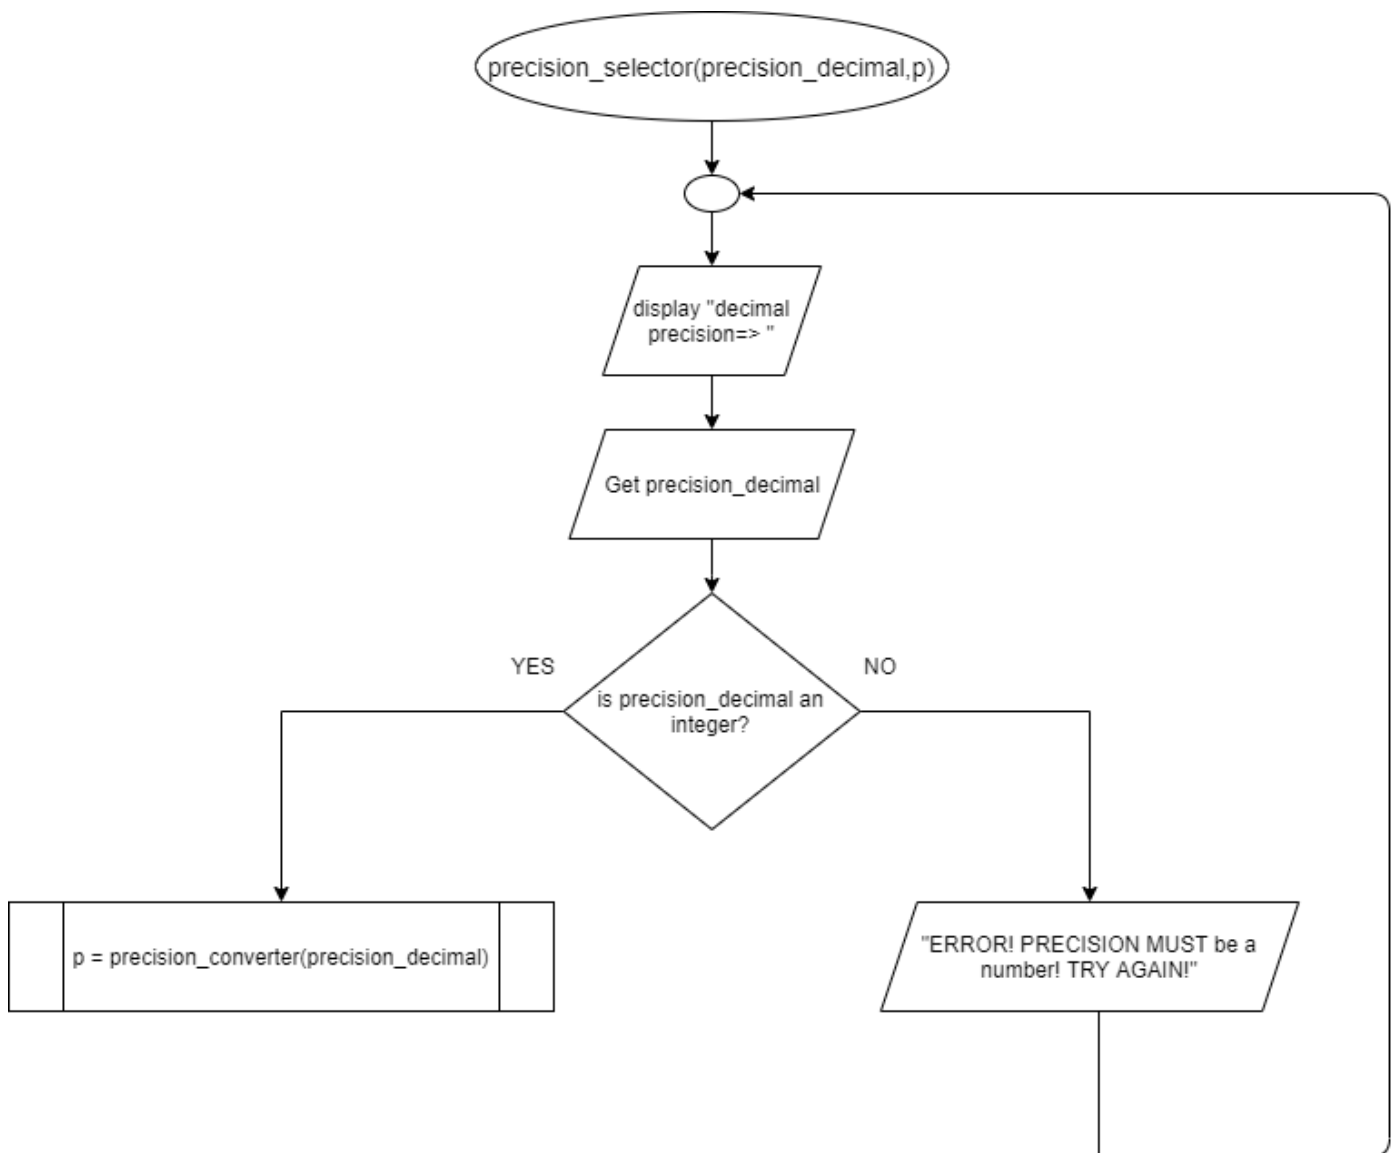 precision_selector(precision_decimal,p)
display "decimal
precision=> "
Get precision_decimal
YES
NO
is precision_decimal an
integer?
p = precision_converter(precision_decimal)
"ERROR! PRECISION MUST be a
number! TRY AGAIN!"